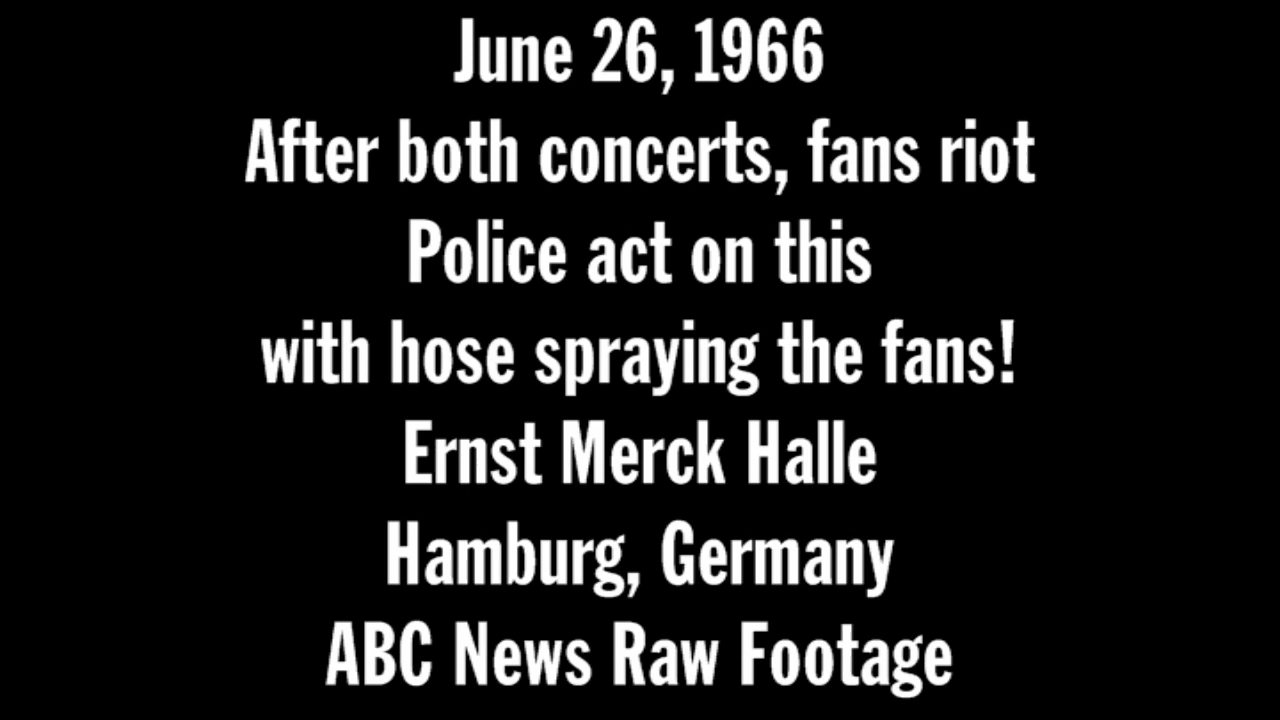 June 26, 1966
After both concerts, fans riot
Police act on this
with hose spraying the fans!
Ernst Merck Halle
Hamburg, Germany
ABC News Raw Footage